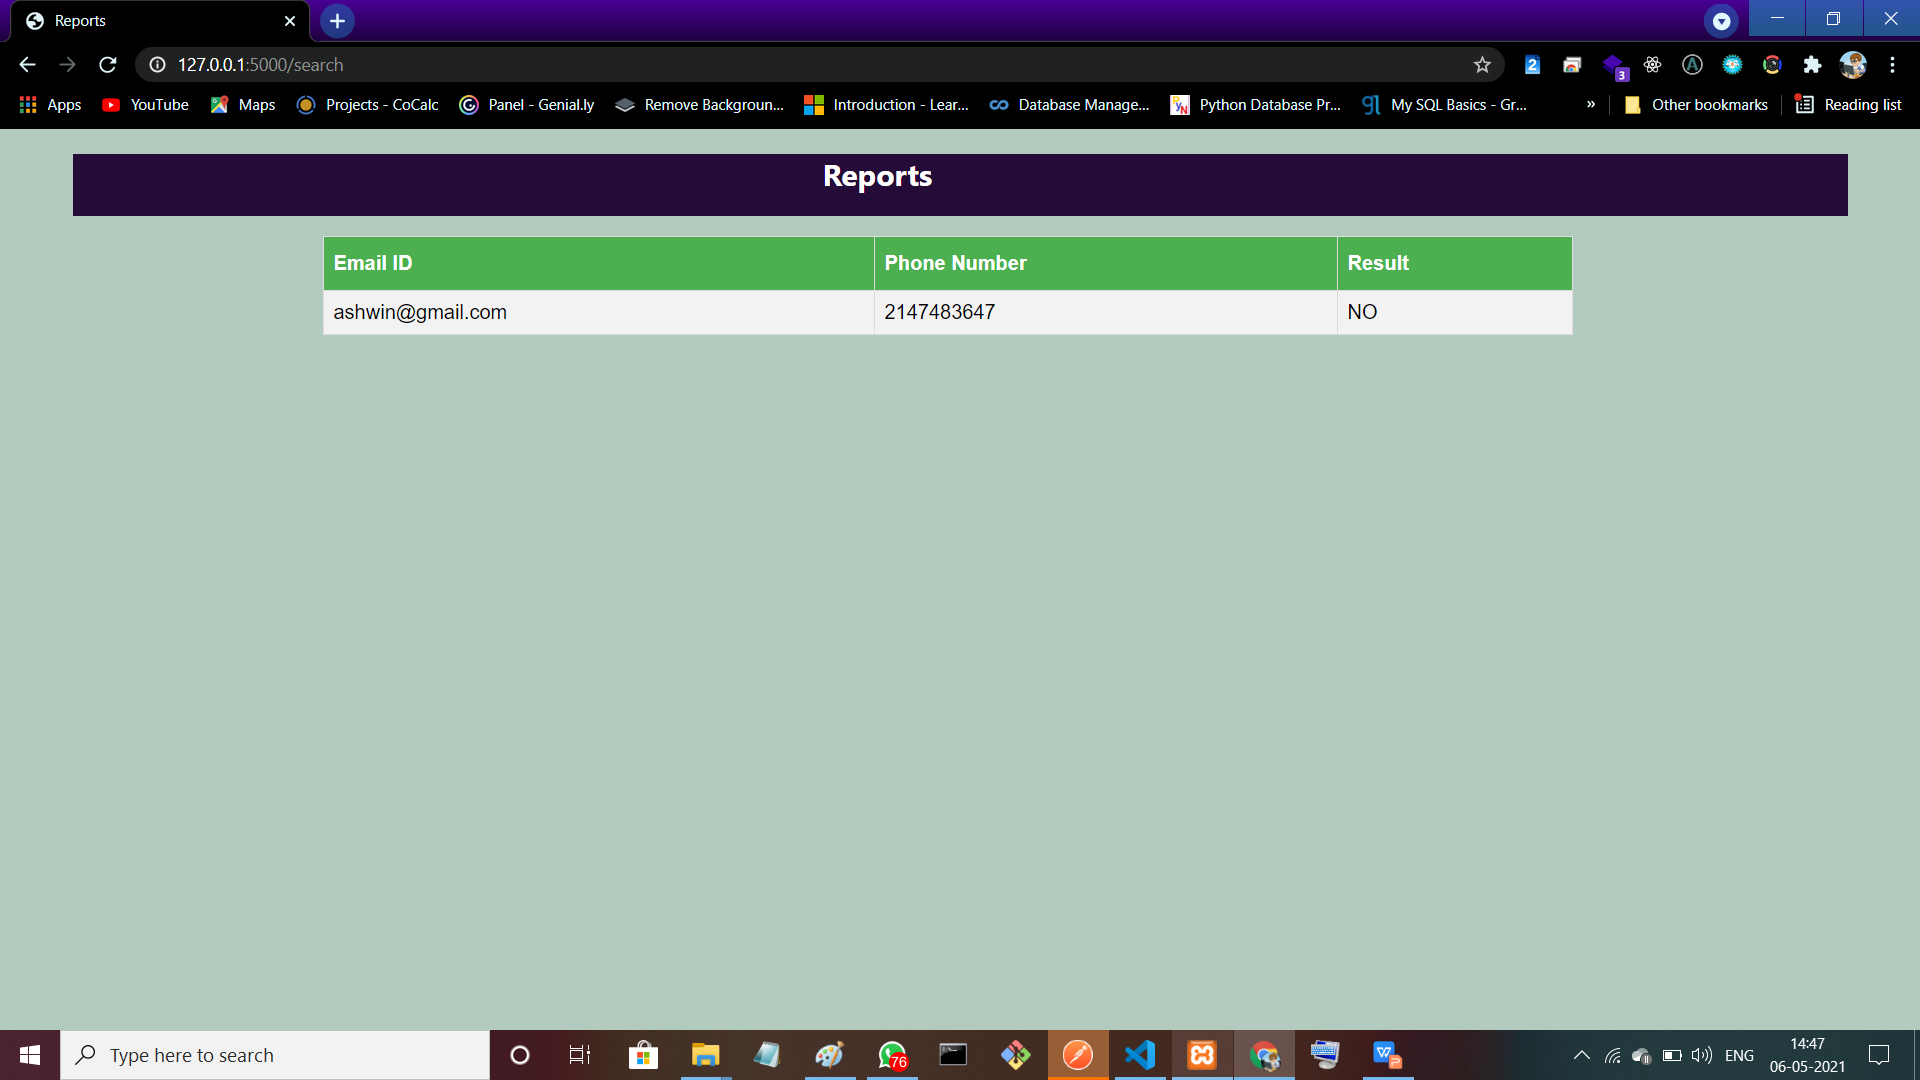 Reports
127.0.0.1:5000/search
2
3
Apps YouTube Maps Projects - CoCalc Panel - Genial.ly Remove Backgroun... Introduction - Lear... Database Manage... Python Database Pr... My SQL Basics - Gr... » Other bookmarks Reading list
Reports
Email ID Phone Number Result
ashwin@gmail.com 2147483647 NO
Type here to search
76
ENG
14:47
06-05-2021